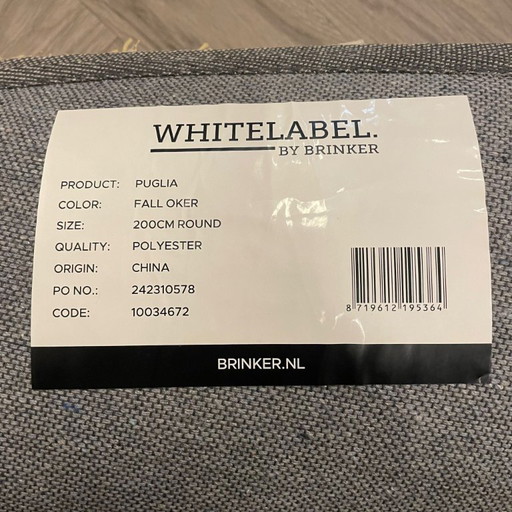 WHITELABEL.
BY BRINKER
PRODUCT: PUGLIA
COLOR: FALL OKER
SIZE: 200CM ROUND
QUALITY: POLYESTER
ORIGIN: CHINA
PO NO.: 242310578
CODE: 10034672
8 719612 195364
BRINKER.NL